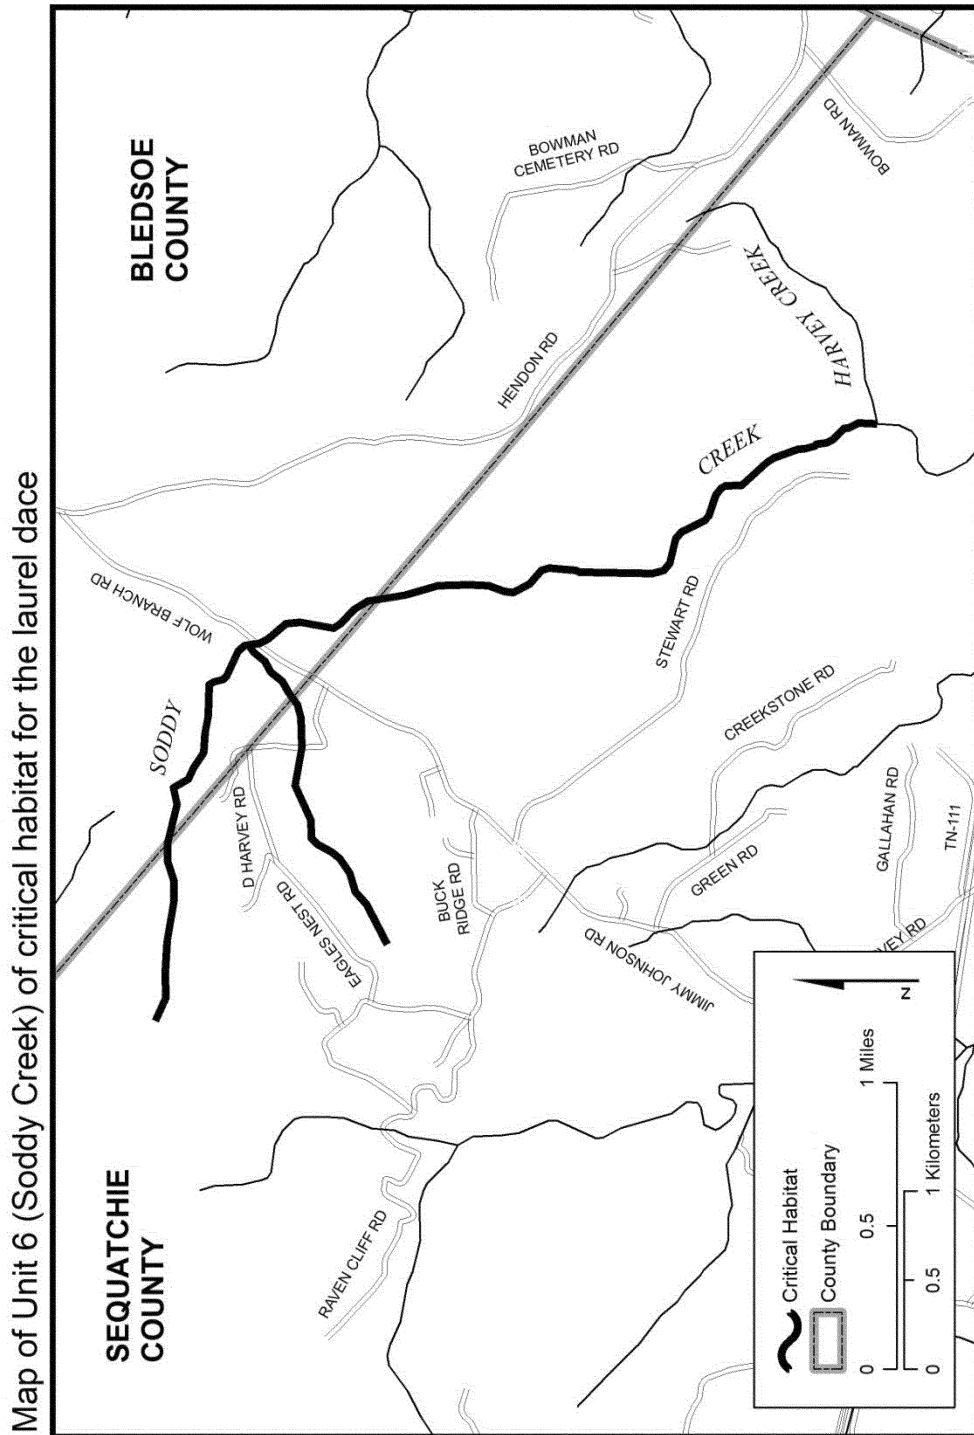 Map of Unit 6 (Soddy Creek) of critical habitat for the laurel dace
SEQUATCHIE
COUNTY
BLEDSOE
COUNTY
SODDY
CREEK
HARVEY CREEK
WOLF BRANCH RD
HENDON RD
BOWMAN
CEMETERY RD
BOWMAN RD
D HARVEY RD
EAGLES NEST RD
BUCK
RIDGE RD
RAVEN CLIFF RD
JIMMY JOHNSON RD
STEWART RD
CREEKSTONE RD
GREEN RD
GALLAHAN RD
VEY RD
TN-111
Critical Habitat
County Boundary
0 0.5 1 Miles
0 0.5 1 Kilometers
N